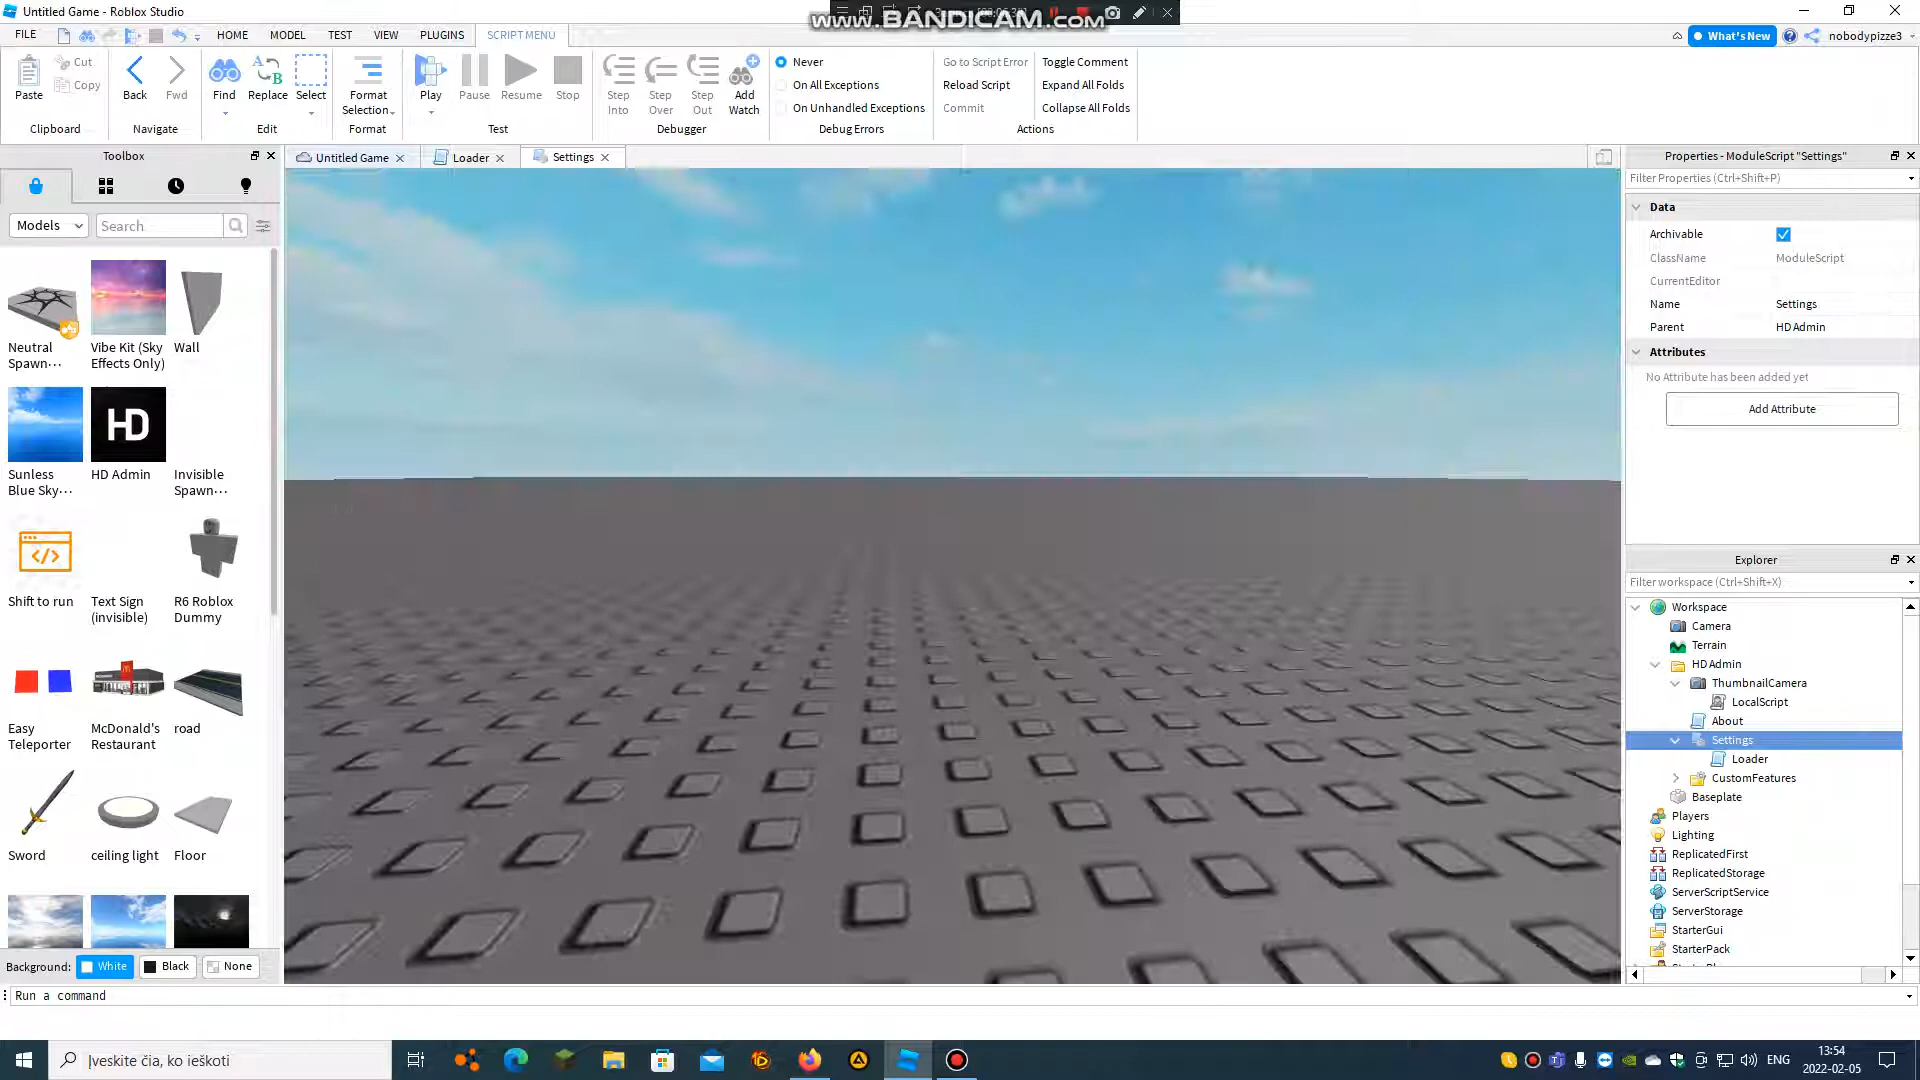 Untitled Game - Roblox Studio
www.BANDICAM.com
FILE
HOME
MODEL
TEST
VIEW
PLUGINS
SCRIPT MENU
What's New
nobodypizze3
Paste
Cut
Copy
Clipboard
Back
Fwd
Navigate
Find
Replace
Select
Edit
Format
Selection
Format
Play
Pause
Resume
Stop
Test
Step
Into
Step
Over
Step
Out
Add
Watch
Debugger
Never
On All Exceptions
On Unhandled Exceptions
Debug Errors
Go to Script Error
Reload Script
Commit
Toggle Comment
Expand All Folds
Collapse All Folds
Actions
Toolbox
Untitled Game
Loader
Settings
Models
Search
Neutral
Spawn...
Vibe Kit (Sky
Effects Only)
Wall
Sunless
Blue Sky...
HD
HD Admin
Invisible
Spawn...
Shift to run
Text Sign
(invisible)
R6 Roblox
Dummy
Easy
Teleporter
McDonald's
Restaurant
road
Sword
ceiling light
Floor
Background:
White
Black
None
Run a command
Properties - ModuleScript "Settings"
Filter Properties (Ctrl+Shift+P)
Data
Archivable
ClassName
ModuleScript
CurrentEditor
Name
Settings
Parent
HD Admin
Attributes
No Attribute has been added yet
Add Attribute
Explorer
Filter workspace (Ctrl+Shift+X)
Workspace
Camera
Terrain
HD Admin
ThumbnailCamera
LocalScript
About
Settings
Loader
CustomFeatures
Baseplate
Players
Lighting
ReplicatedFirst
ReplicatedStorage
ServerScriptService
ServerStorage
StarterGui
StarterPack
Įveskite čia, ko ieškoti
ENG
13:54
2022-02-05